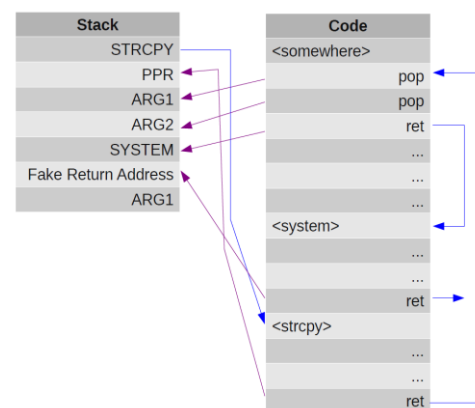 Stack
STRCPY
PPR
ARG1
ARG2
SYSTEM
Fake Return Address
ARG1
Code
<somewhere>
pop
pop
ret
...
...
...
<system>
...
...
ret
<strcpy>
...
...
ret